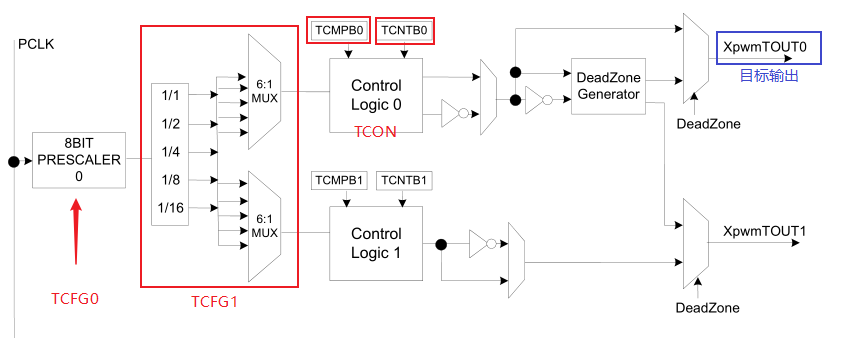 PCLK
8BIT
PRESCALER
0
TCFG0
1/1
1/2
1/4
1/8
1/16
6:1
MUX
6:1
MUX
TCFG1
TCMPB0
TCNTB0
Control
Logic 0
TCON
TCMPB1
TCNTB1
Control
Logic 1
DeadZone
Generator
XpwmTOUT0
目标输出
DeadZone
XpwmTOUT1
DeadZone